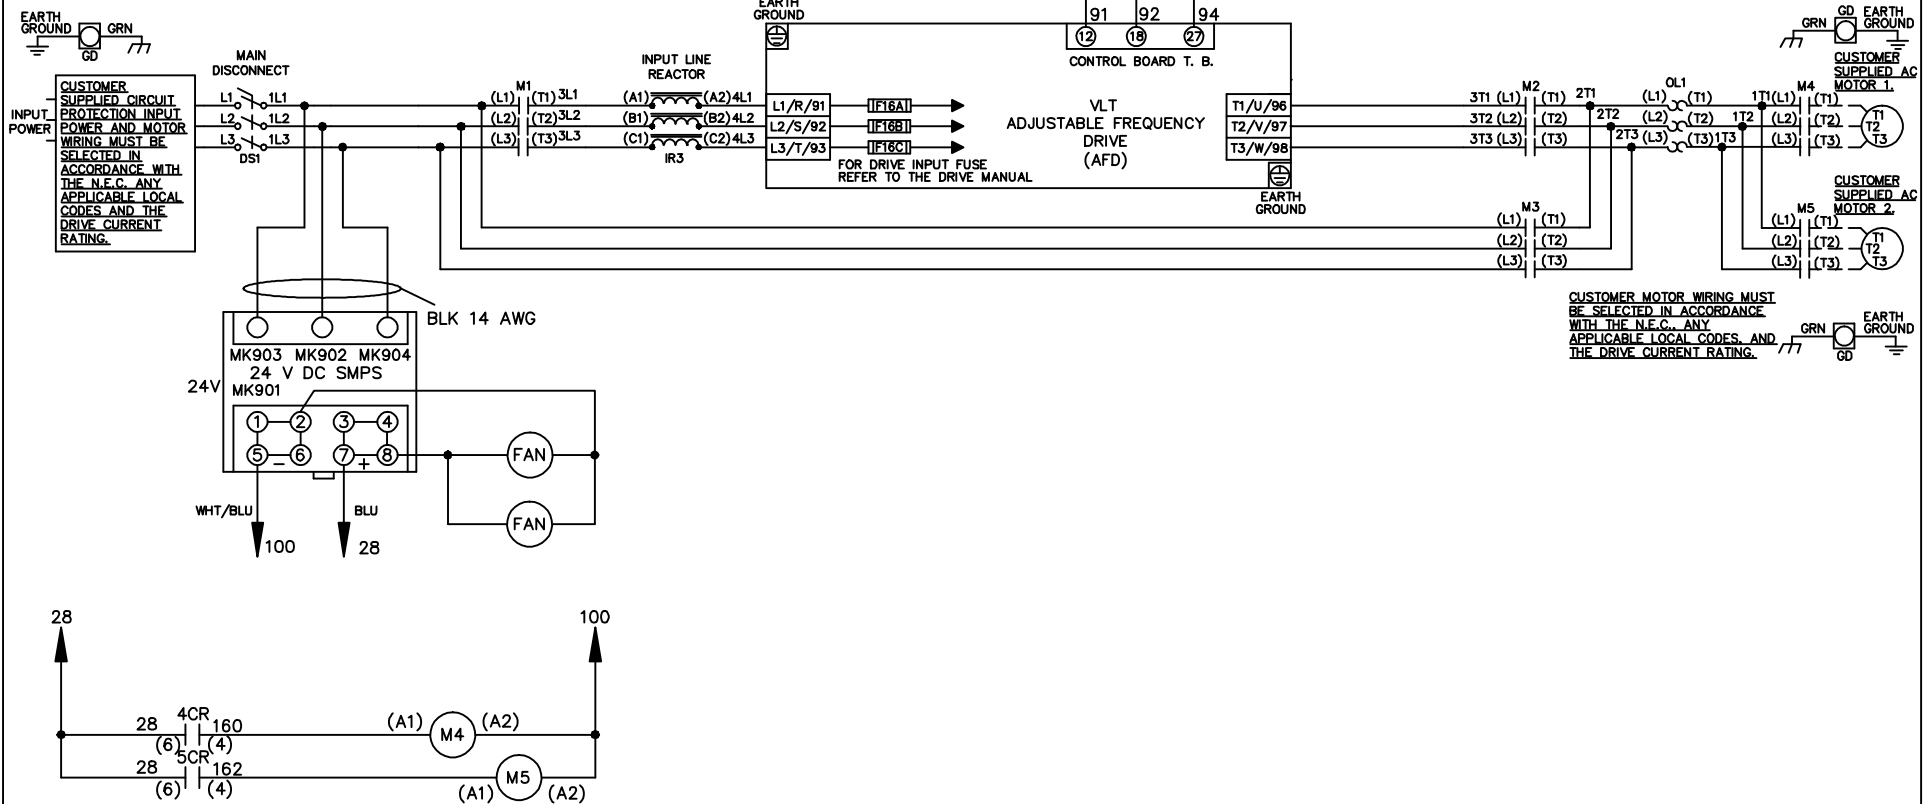 EARTH
GROUND
GRN
GD
EARTH
GROUND
91
92
94
12
18
27
CONTROL BOARD T. B.
GRN
GD
EARTH
GROUND
INPUT
POWER
CUSTOMER
SUPPLIED CIRCUIT
PROTECTION INPUT
POWER AND MOTOR
WIRING MUST BE
SELECTED IN
ACCORDANCE WITH
THE N.E.C. ANY
APPLICABLE LOCAL
CODES AND THE
DRIVE CURRENT
RATING.
MAIN
DISCONNECT
L1 1L1
L2 1L2
L3 1L3
DS1
M1
(L1) (T1) 3L1
(L2) (T2) 3L2
(L3) (T3) 3L3
INPUT LINE
REACTOR
(A1) (A2) 4L1
(B1) (B2) 4L2
(C1) (C2) 4L3
IR3
L1/R/91
L2/S/92
L3/T/93
F16A
F16B
F16C
FOR DRIVE INPUT FUSE
REFER TO THE DRIVE MANUAL
VLT
ADJUSTABLE FREQUENCY
DRIVE
(AFD)
T1/U/96
T2/V/97
T3/W/98
EARTH
GROUND
M2
3T1 (L1) (T1) 2T1
3T2 (L2) (T2) 2T2
3T3 (L3) (T3) 2T3
OL1
(L1) (T1) 1T1
(L2) (T2) 1T2
(L3) (T3) 1T3
M4
(L1) (T1)
(L2) (T2)
(L3) (T3)
CUSTOMER
SUPPLIED AC
MOTOR 1.
T1
T2
T3
M3
(L1) (T1)
(L2) (T2)
(L3) (T3)
M5
(L1) (T1)
(L2) (T2)
(L3) (T3)
CUSTOMER
SUPPLIED AC
MOTOR 2.
T1
T2
T3
CUSTOMER MOTOR WIRING MUST
BE SELECTED IN ACCORDANCE
WITH THE N.E.C., ANY
APPLICABLE LOCAL CODES, AND
THE DRIVE CURRENT RATING.
GRN
GD
EARTH
GROUND
BLK 14 AWG
MK903 MK902 MK904
24 V DC SMPS
24V
MK901
1 2 3 4
5 - 6 7 + 8
FAN
FAN
WHT/BLU
BLU
100
28
28
100
4CR
28 160
(6) (4)
(A1) M4 (A2)
5CR
28 162
(6) (4)
(A1) M5 (A2)